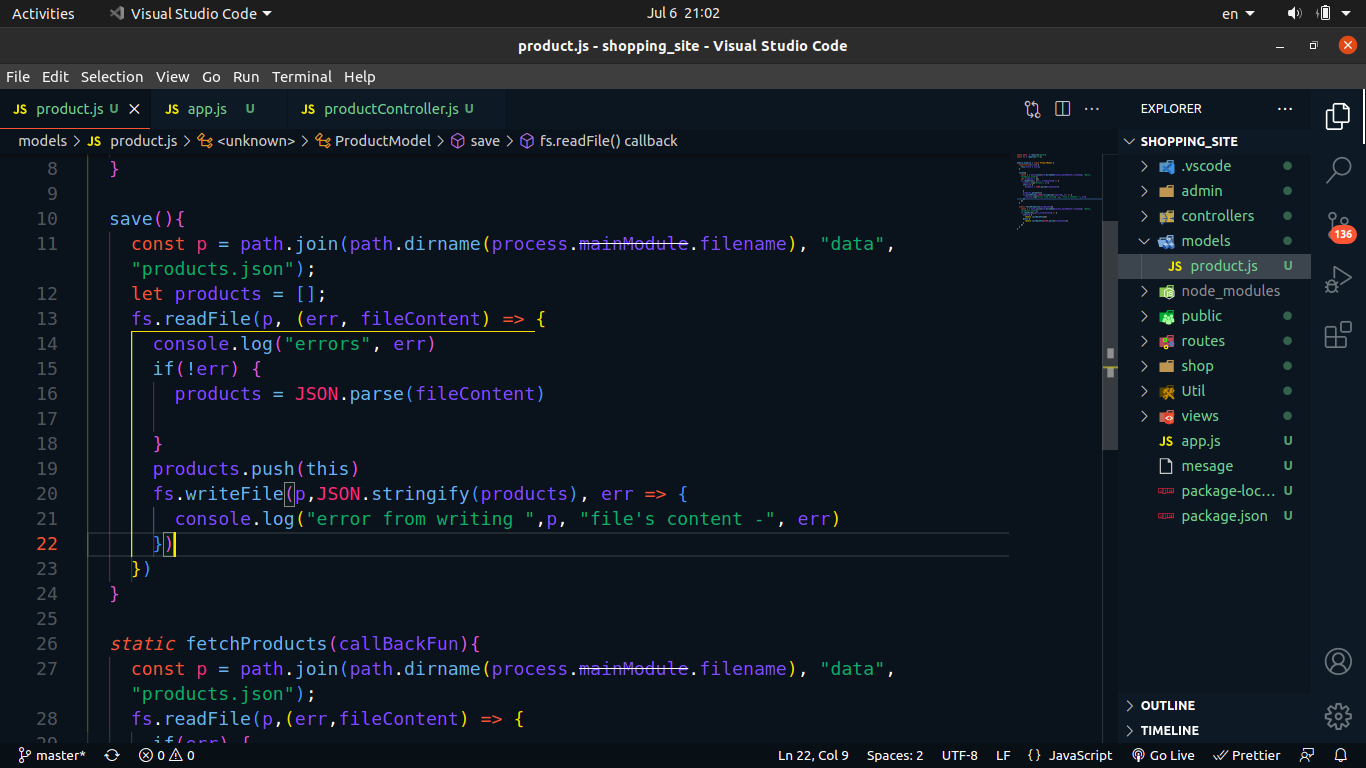 Activities
Visual Studio Code
Jul 6 21:02
en
product.js - shopping_site - Visual Studio Code
File Edit Selection View Go Run Terminal Help
JS product.js U
JS app.js U
JS productController.js U
EXPLORER
models > JS product.js > <unknown> > ProductModel > save > fs.readFile() callback
8 }
9
10 save(){
11 const p = path.join(path.dirname(process.mainModule.filename), "data",
"products.json");
12 let products = [];
13 fs.readFile(p, (err, fileContent) => {
14 console.log("errors", err)
15 if(!err) {
16 products = JSON.parse(fileContent)
17
18 }
19 products.push(this)
20 fs.writeFile(p,JSON.stringify(products), err => {
21 console.log("error from writing ",p, "file's content -", err)
22 })
23 })
24 }
25
26 static fetchProducts(callBackFun){
27 const p = path.join(path.dirname(process.mainModule.filename), "data",
"products.json");
28 fs.readFile(p,(err,fileContent) => {
29 if(err) {
SHOPPING_SITE
.vscode
admin
controllers
models
JS product.js U
node_modules
public
routes
shop
Util
views
JS app.js U
mesage U
package-loc... U
package.json U
OUTLINE
TIMELINE
136
master*
0 0
Ln 22, Col 9
Spaces: 2
UTF-8
LF
{} JavaScript
Go Live
Prettier